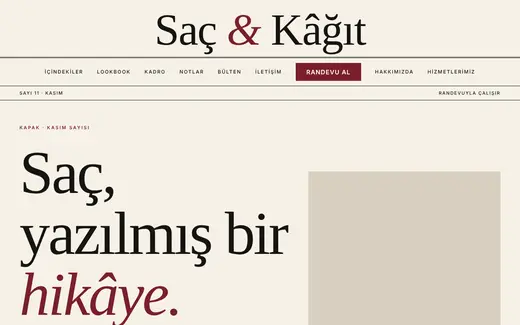 Saç & Kâğıt
İÇİNDEKİLER LOOKBOOK KADRO NOTLAR BÜLTEN İLETİŞİM RANDEVU AL HAKKIMIZDA HİZMETLERİMİZ
SAYI 11 · KASIM RANDEVUYLA ÇALIŞIR
KAPAK · KASIM SAYISI
Saç,
yazılmış bir
hikâye.